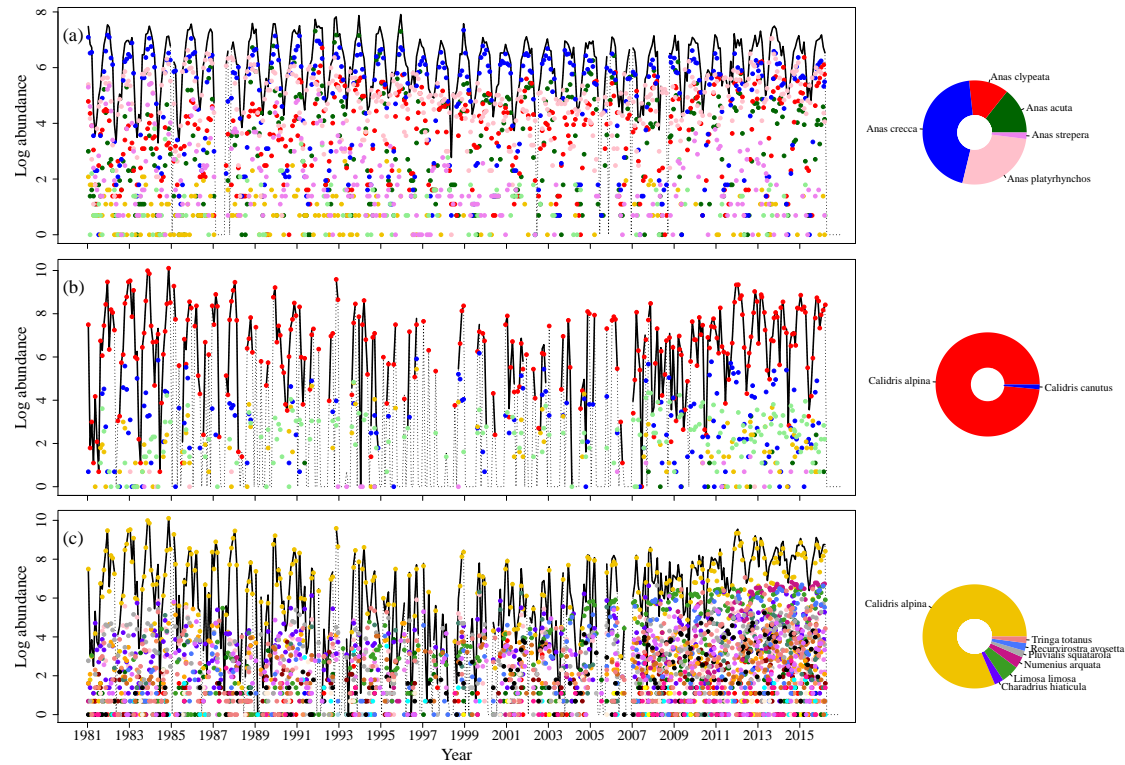 (a)
Log abundance
0 2 4 6 8
Anas clypeata
Anas acuta
Anas crecca
Anas strepera
Anas platyrhynchos
(b)
Log abundance
0 2 4 6 8 10
Calidris alpina
Calidris canutus
(c)
Log abundance
0 2 4 6 8 10
Calidris alpina
Tringa totanus
Recurvirostra avosetta
Pluvialis squatarola
Numenius arquata
Limosa limosa
Charadrius hiaticula
1981 1983 1985 1987 1989 1991 1993 1995 1997 1999 2001 2003 2005 2007 2009 2011 2013 2015
Year